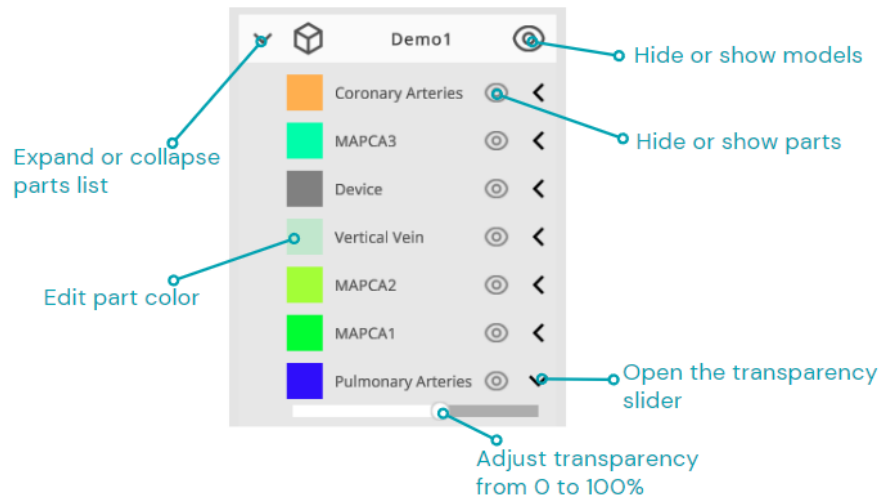 Demo1
Hide or show models
Coronary Arteries
Hide or show parts
MAPCA3
Expand or collapse
parts list
Device
Vertical Vein
Edit part color
MAPCA2
MAPCA1
Pulmonary Arteries
Open the transparency
slider
Adjust transparency
from 0 to 100%